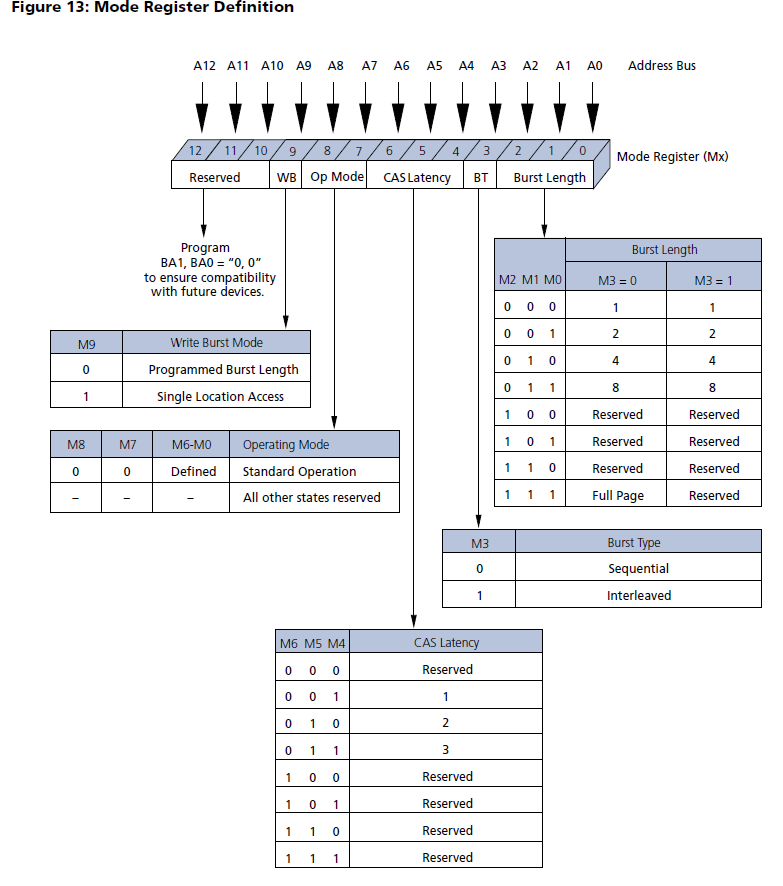 Figure 13: Mode Register Definition
A12 A11 A10 A9 A8 A7 A6 A5 A4 A3 A2 A1 A0 Address Bus
12 11 10 9 8 7 6 5 4 3 2 1 0
Mode Register (Mx)
Reserved WB Op Mode CAS Latency BT Burst Length
Program
BA1, BA0 = “0, 0”
to ensure compatibility
with future devices.
Burst Length
M2 M1 M0 M3 = 0 M3 = 1
0 0 0 1 1
0 0 1 2 2
0 1 0 4 4
0 1 1 8 8
1 0 0 Reserved Reserved
1 0 1 Reserved Reserved
1 1 0 Reserved Reserved
1 1 1 Full Page Reserved
M9 Write Burst Mode
0 Programmed Burst Length
1 Single Location Access
M8 M7 M6-M0 Operating Mode
0 0 Defined Standard Operation
– – – All other states reserved
M3 Burst Type
0 Sequential
1 Interleaved
M6 M5 M4 CAS Latency
0 0 0 Reserved
0 0 1 1
0 1 0 2
0 1 1 3
1 0 0 Reserved
1 0 1 Reserved
1 1 0 Reserved
1 1 1 Reserved